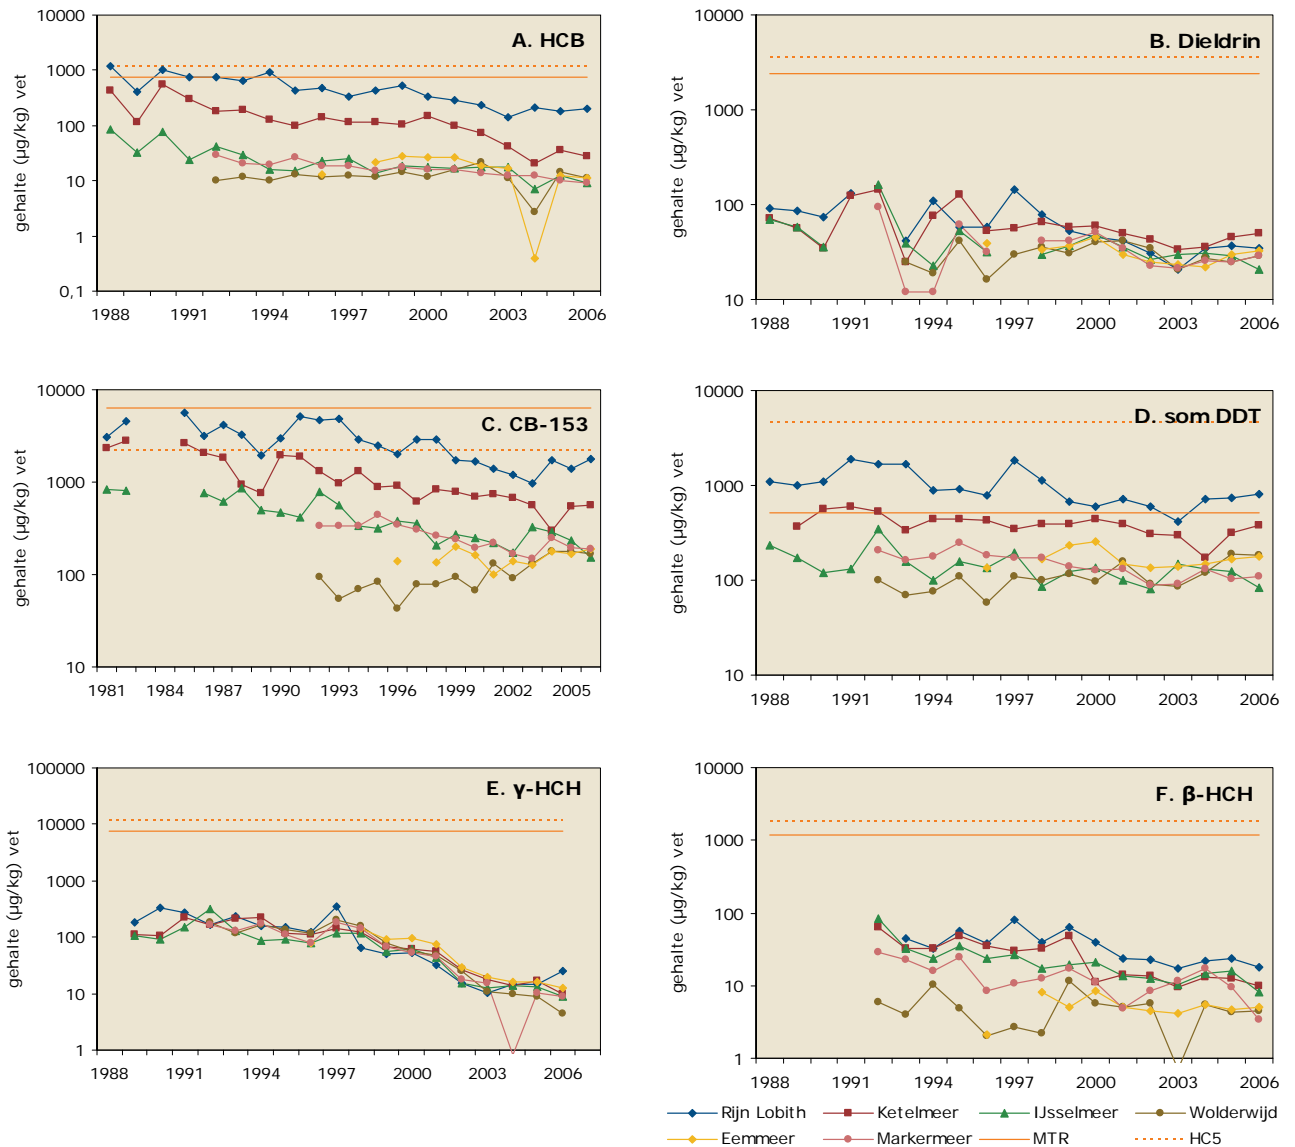 A. HCB
gehalte (µg/kg) vet
10000
1000
100
10
1
0,1
1988 1991 1994 1997 2000 2003 2006
B. Dieldrin
gehalte (µg/kg) vet
10000
1000
100
10
1988 1991 1994 1997 2000 2003 2006
C. CB-153
gehalte (µg/kg) vet
10000
1000
100
10
1981 1984 1987 1990 1993 1996 1999 2002 2005
D. som DDT
gehalte (µg/kg) vet
10000
1000
100
10
1988 1991 1994 1997 2000 2003 2006
E. γ-HCH
gehalte (µg/kg) vet
100000
10000
1000
100
10
1
1988 1991 1994 1997 2000 2003 2006
F. β-HCH
gehalte (µg/kg) vet
10000
1000
100
10
1
1988 1991 1994 1997 2000 2003 2006
Rijn Lobith Ketelmeer IJsselmeer Wolderwijd
Eemmeer Markermeer MTR HC5